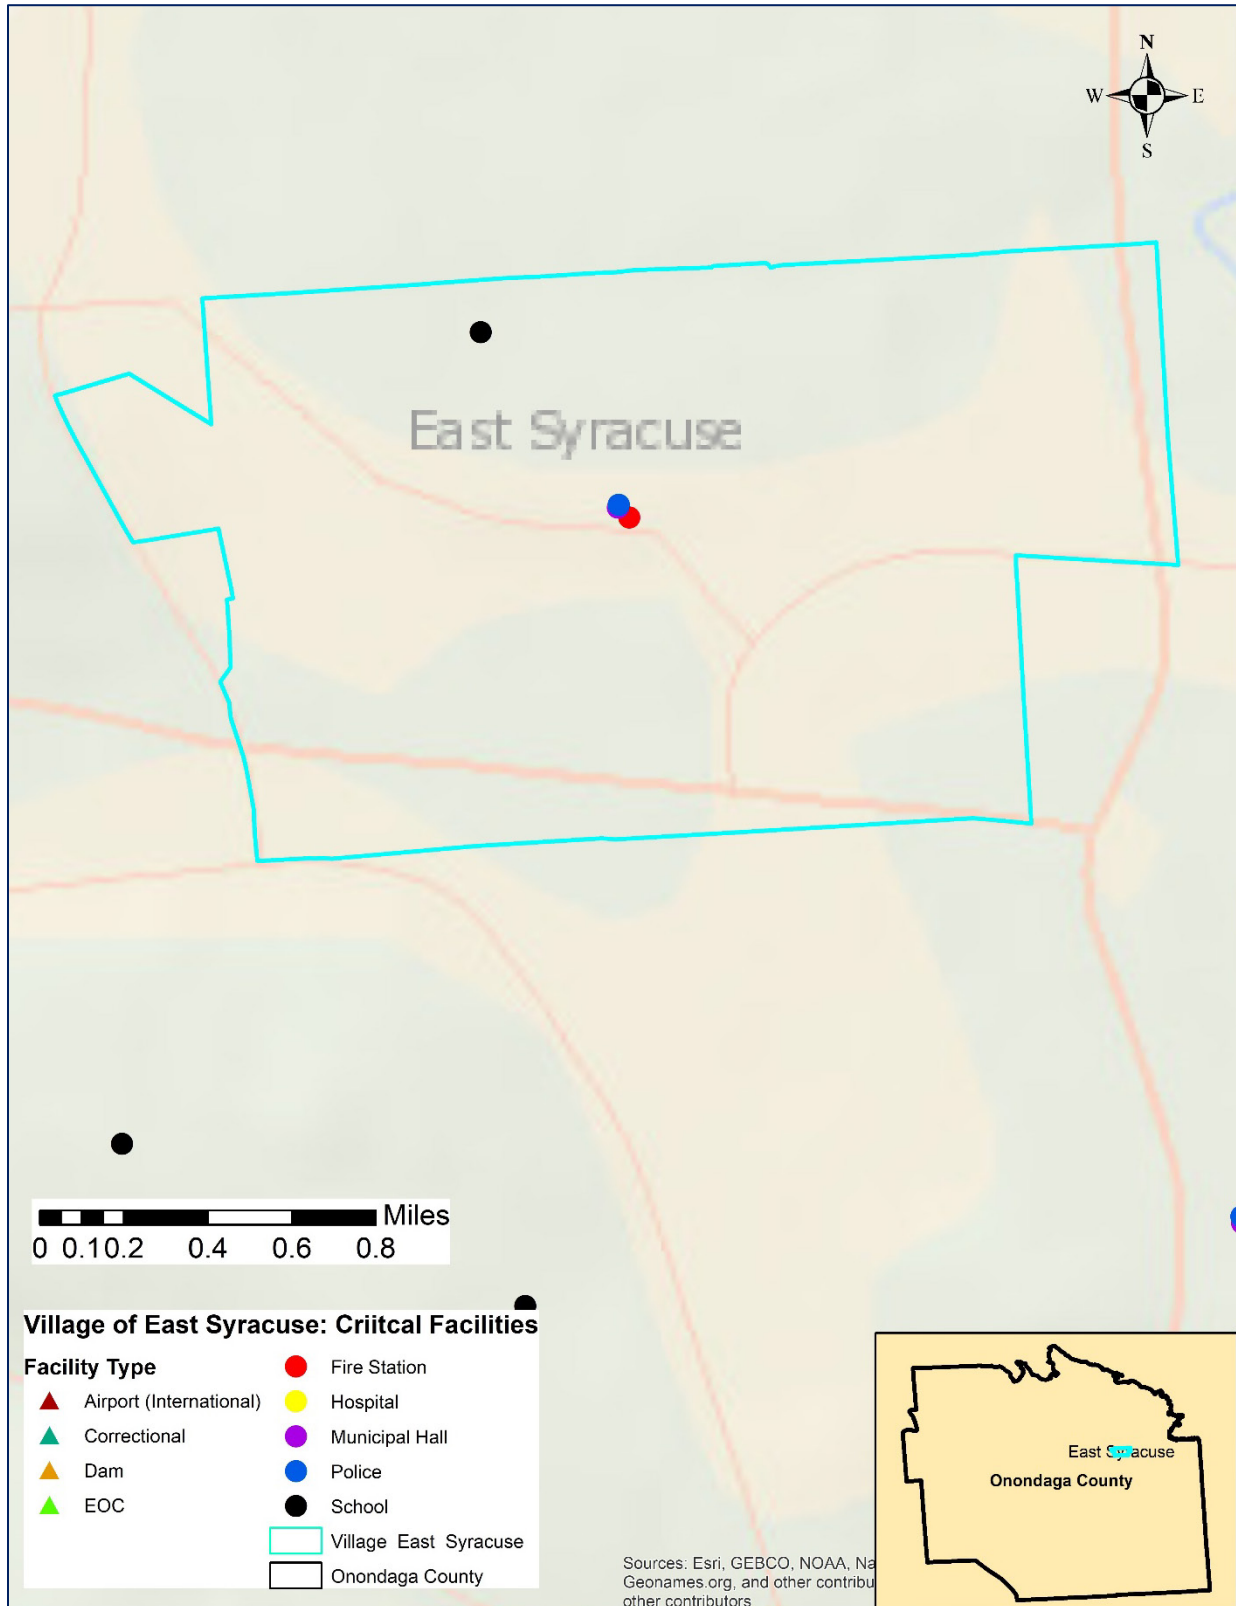 N
W E
S
East Syracuse
Miles
0 0.1 0.2 0.4 0.6 0.8
Village of East Syracuse: Criitcal Facilities
Facility Type
Airport (International)
Correctional
Dam
EOC
Fire Station
Hospital
Municipal Hall
Police
School
Village East Syracuse
Onondaga County
Sources: Esri, GEBCO, NOAA, Na
Geonames.org, and other contribu
other contributors
East Syracuse
Onondaga County